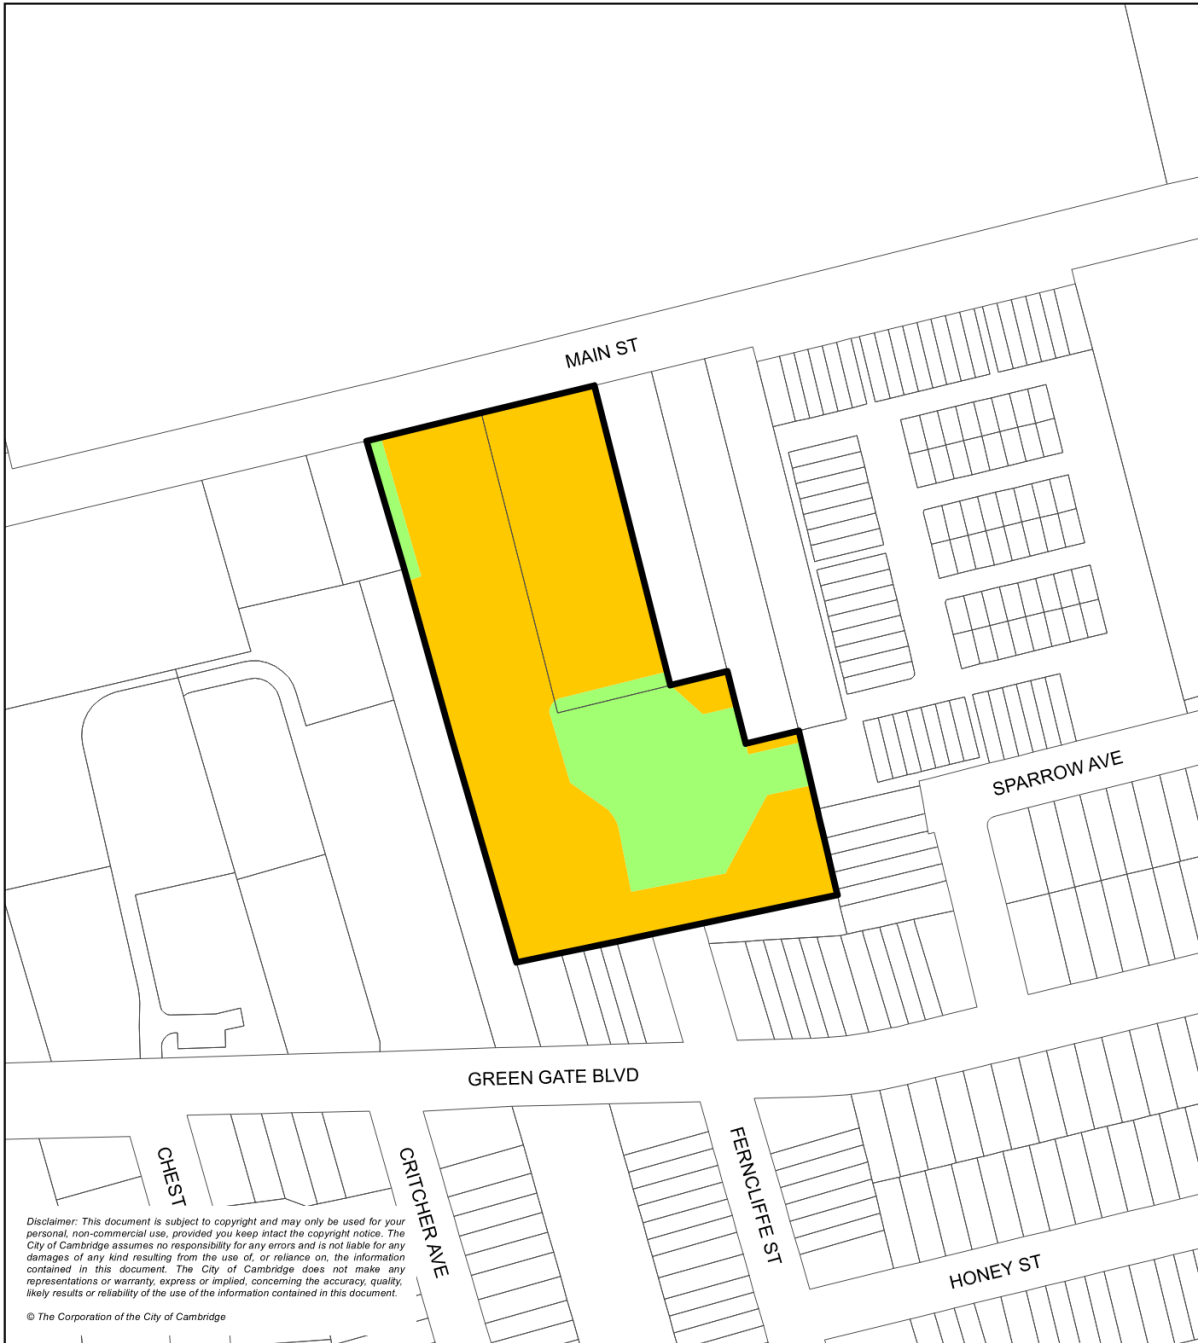 MAIN ST
SPARROW AVE
GREEN GATE BLVD
CHEST
CRITCHER AVE
FERNCLIFFE ST
HONEY ST
Disclaimer: This document is subject to copyright and may only be used for your
personal, non-commercial use, provided you keep intact the copyright notice. The
City of Cambridge assumes no responsibility for any errors and is not liable for any
damages of any kind resulting from the use of, or reliance on, the information
contained in this document. The City of Cambridge does not make any
representations or warranty, express or implied, concerning the accuracy, quality,
likely results or reliability of the use of the information contained in this document.
© The Corporation of the City of Cambridge